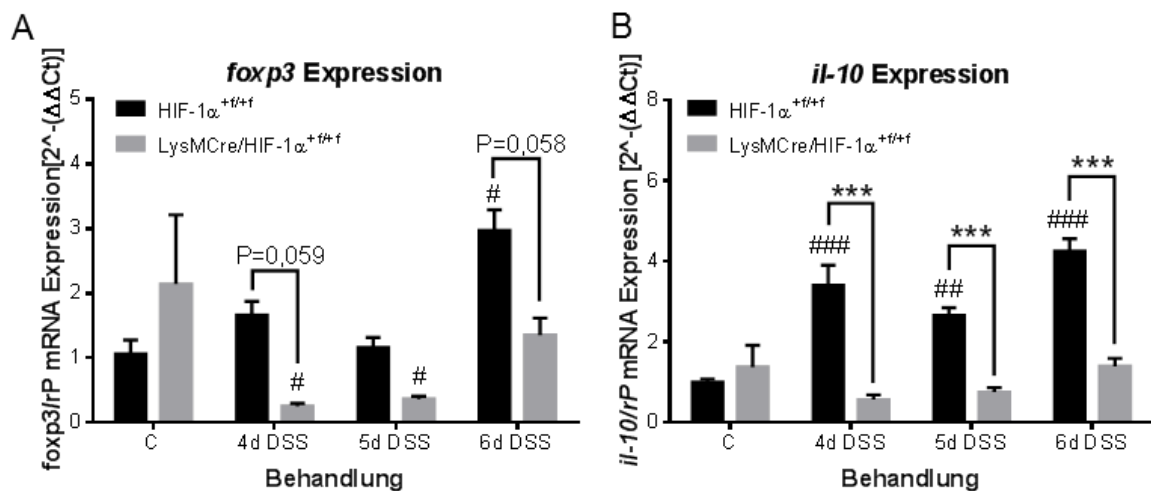 A
foxp3 Expression
foxp3/rP mRNA Expression[2^-(ΔΔCt)]
5
4
3
2
1
0
HIF-1α+f/+f
LysMCre/HIF-1α+f/+f
P=0,059
P=0,058
#
#
#
C
4d DSS
5d DSS
6d DSS
Behandlung
B
il-10 Expression
il-10/rP mRNA Expression [2^-(ΔΔCt)]
8
6
4
2
0
HIF-1α+f/+f
LysMCre/HIF-1α+f/+f
###
***
##
***
###
***
C
4d DSS
5d DSS
6d DSS
Behandlung